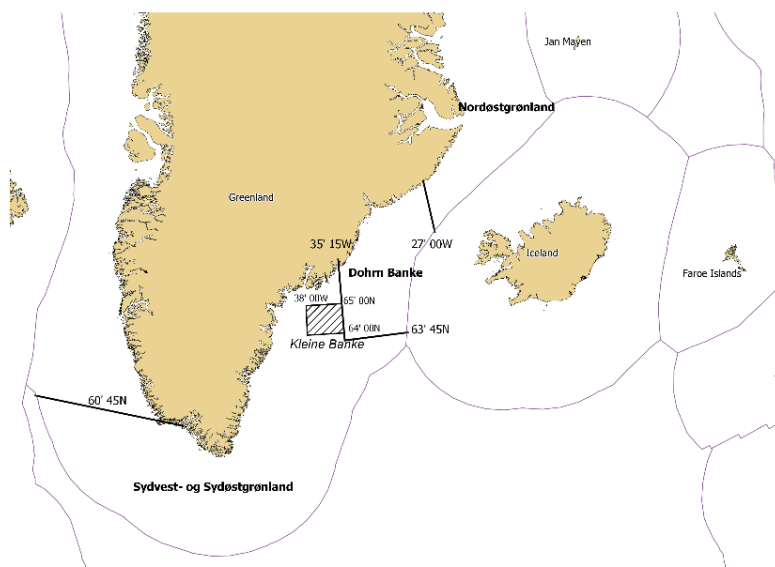 Jan Mayen
Nordøstgrønland
Greenland
35' 15W
27' 00W
Iceland
Dohrn Banke
Faroe Islands
38' 00W
65' 00N
64' 00N
63' 45N
Kleine Banke
60' 45N
Sydvest- og Sydøstgrønland